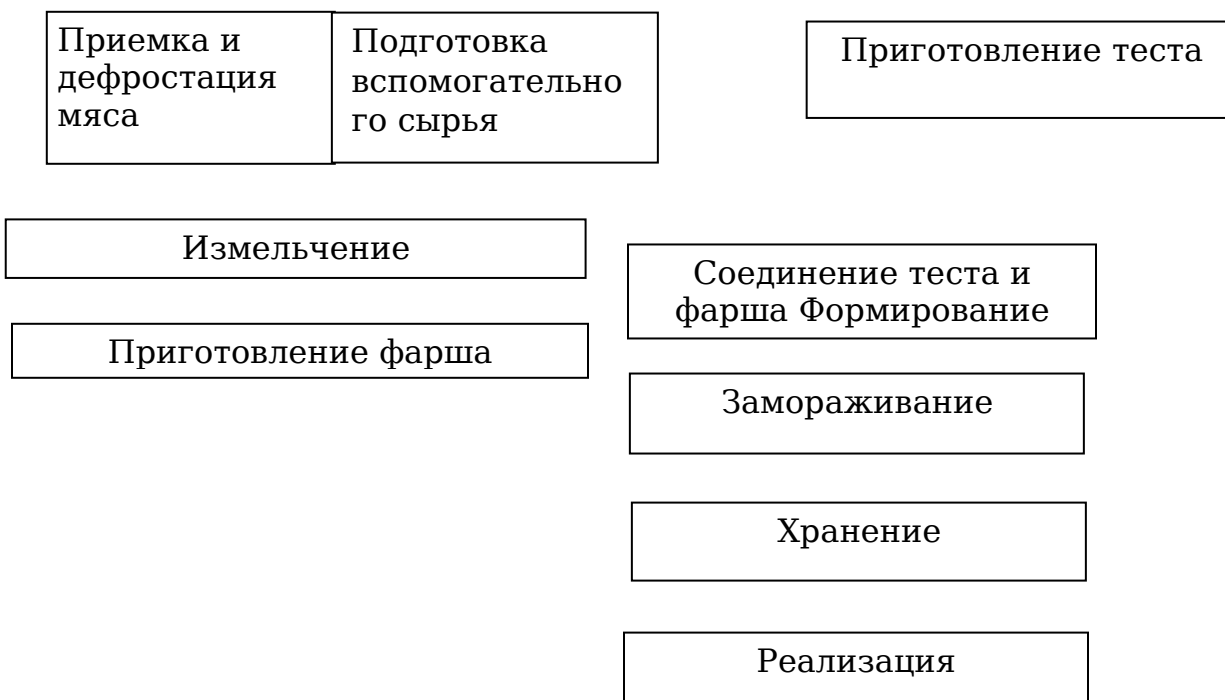 Приемка и
дефростация
мяса
Подготовка
вспомогательно
го сырья
Приготовление теста
Измельчение
Соединение теста и
фарша Формирование
Приготовление фарша
Замораживание
Хранение
Реализация